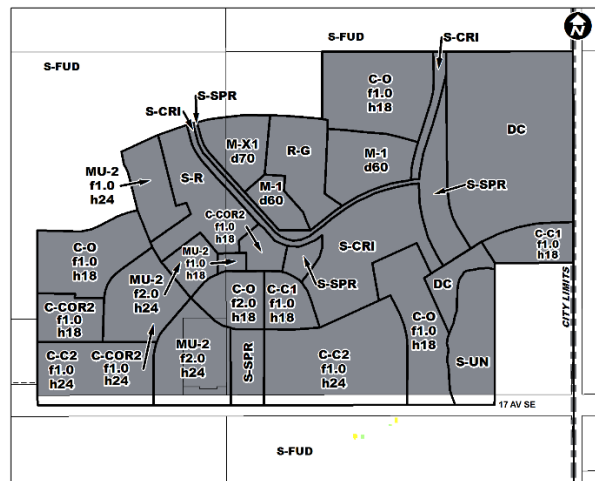 N
S-FUD
S-CRI
S-FUD
C-O
f1.0
h18
DC
S-SPR
S-CRI
M-X1
d70
R-G
M-1
d60
MU-2
f1.0
h24
S-R
M-1
d60
S-SPR
C-COR2
f1.0
h18
S-CRI
C-C1
f1.0
h18
C-O
f1.0
h18
MU-2
f1.0
h18
MU-2
f2.0
h24
S-SPR
DC
C-O
f2.0
h18
C-C1
f1.0
h18
C-COR2
f1.0
h18
C-O
f1.0
h18
CITY LIMITS
C-C2
f1.0
h24
C-COR2
f1.0
h24
MU-2
f2.0
h24
S-SPR
C-C2
f1.0
h24
S-UN
17 AV SE
S-FUD